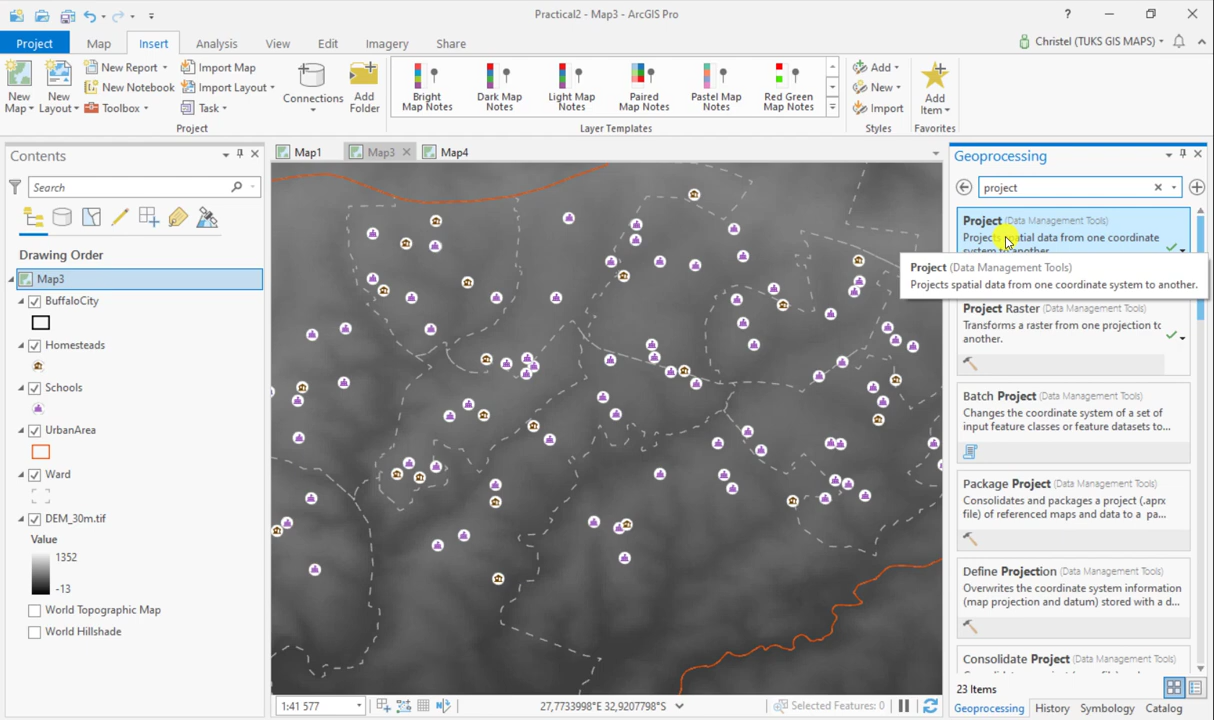 Practical2 - Map3 - ArcGIS Pro
?
Project
Map
Insert
Analysis
View
Edit
Imagery
Share
Christel (TUKS GIS MAPS)
New Map
New Layout
New Report
New Notebook
Toolbox
Import Map
Import Layout
Task
Connections
Add Folder
Bright Map Notes
Dark Map Notes
Light Map Notes
Paired Map Notes
Pastel Map Notes
Red Green Map Notes
Add
New
Import
Add Item
Project
Layer Templates
Styles
Favorites
Contents
Search
Drawing Order
Map3
BuffaloCity
Homesteads
Schools
UrbanArea
Ward
DEM_30m.tif
Value
1352
-13
World Topographic Map
World Hillshade
Map1
Map3
Map4
1:41 577
27,7733998°E 32,9207798°S
Selected Features: 0
Geoprocessing
project
Project (Data Management Tools)
Projects spatial data from one coordinate
system to another.
Project (Data Management Tools)
Projects spatial data from one coordinate system to another.
Project Raster (Data Management Tools)
Transforms a raster from one projection to
another.
Batch Project (Data Management Tools)
Changes the coordinate system of a set of
input feature classes or feature datasets to...
Package Project (Data Management Tools)
Consolidates and packages a project (.aprx
file) of referenced maps and data to a pa...
Define Projection (Data Management Tools)
Overwrites the coordinate system information
(map projection and datum) stored with a d...
Consolidate Project (Data Management Tools)
23 Items
Geoprocessing
History
Symbology
Catalog